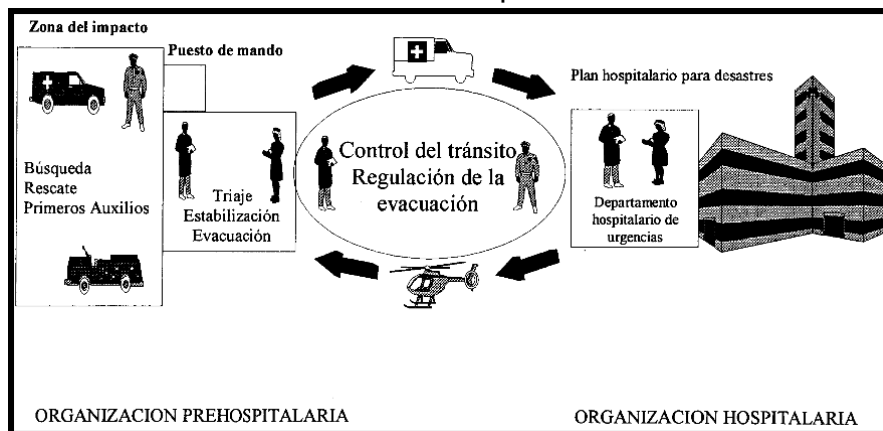 Zona del impacto
Puesto de mando
Búsqueda
Rescate
Primeros Auxilios
Triaje
Estabilización
Evacuación
Control del tránsito
Regulación de la
evacuación
Plan hospitalario para desastres
Departamento
hospitalario de
urgencias
ORGANIZACION PREHOSPITALARIA
ORGANIZACION HOSPITALARIA